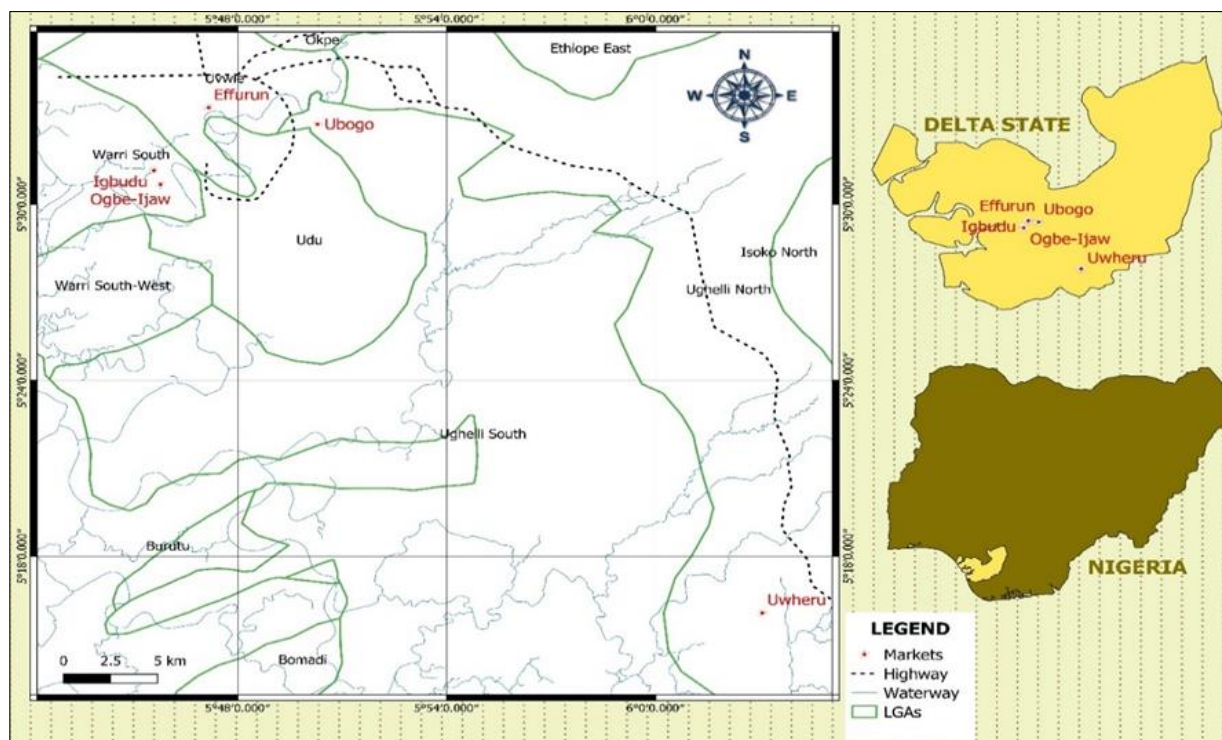 5°48'0.000"
5°54'0.000"
6°0'0.000"
Okpe
Ethiope East
Uvwie
Effurun
Ubogo
N
W
E
S
Warri South
Igbudu
Ogbe-Ijaw
5°30'0.000"
5°30'0.000"
Udu
Isoko North
Warri South-West
Ughelli North
5°24'0.000"
5°24'0.000"
Ughelli South
Burutu
5°18'0.000"
5°18'0.000"
Uwheru
Bomadi
0 2.5 5 km
5°48'0.000"
5°54'0.000"
6°0'0.000"
DELTA STATE
Effurun
Ubogo
Igbudu
Ogbe-Ijaw
Uwheru
NIGERIA
LEGEND
Markets
Highway
Waterway
LGAs